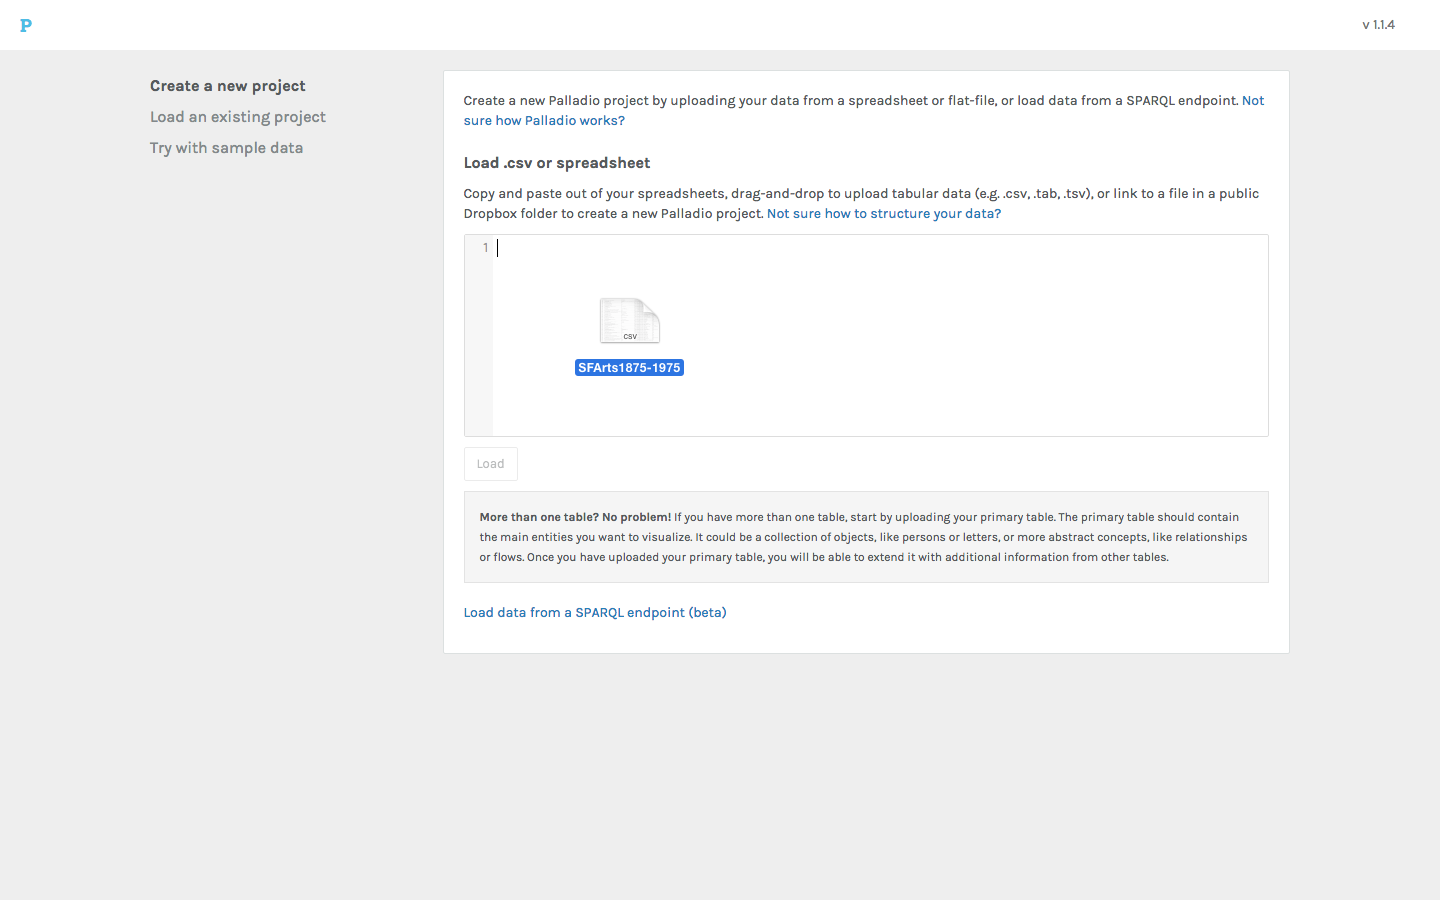 P
v 1.1.4
Create a new project
Load an existing project
Try with sample data
Create a new Palladio project by uploading your data from a spreadsheet or flat-file, or load data from a SPARQL endpoint. Not
sure how Palladio works?
Load .csv or spreadsheet
Copy and paste out of your spreadsheets, drag-and-drop to upload tabular data (e.g. .csv, .tab, .tsv), or link to a file in a public
Dropbox folder to create a new Palladio project. Not sure how to structure your data?
1
CSV
SFArts1875-1975
Load
More than one table? No problem! If you have more than one table, start by uploading your primary table. The primary table should contain
the main entities you want to visualize. It could be a collection of objects, like persons or letters, or more abstract concepts, like relationships
or flows. Once you have uploaded your primary table, you will be able to extend it with additional information from other tables.
Load data from a SPARQL endpoint (beta)